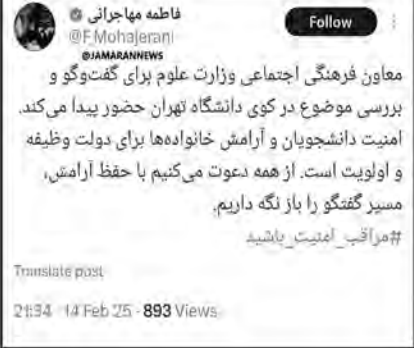 فاطمه مهاجرانی
Follow
@F_Mohajerani
@JAMARANNEWS
معاون فرهنگی اجتماعی وزارت علوم برای گفت‌وگو و
بررسی موضوع در کوی دانشگاه تهران حضور پیدا می‌کند.
امنیت دانشجویان و آرامش خانواده‌ها برای دولت وظیفه
و اولویت است. از همه دعوت می‌کنیم با حفظ آرامش،
مسیر گفتگو را باز نگه داریم.
#مراقب_امنیت_باشید
Translate post
21:34 · 14 Feb 25 · 893 Views